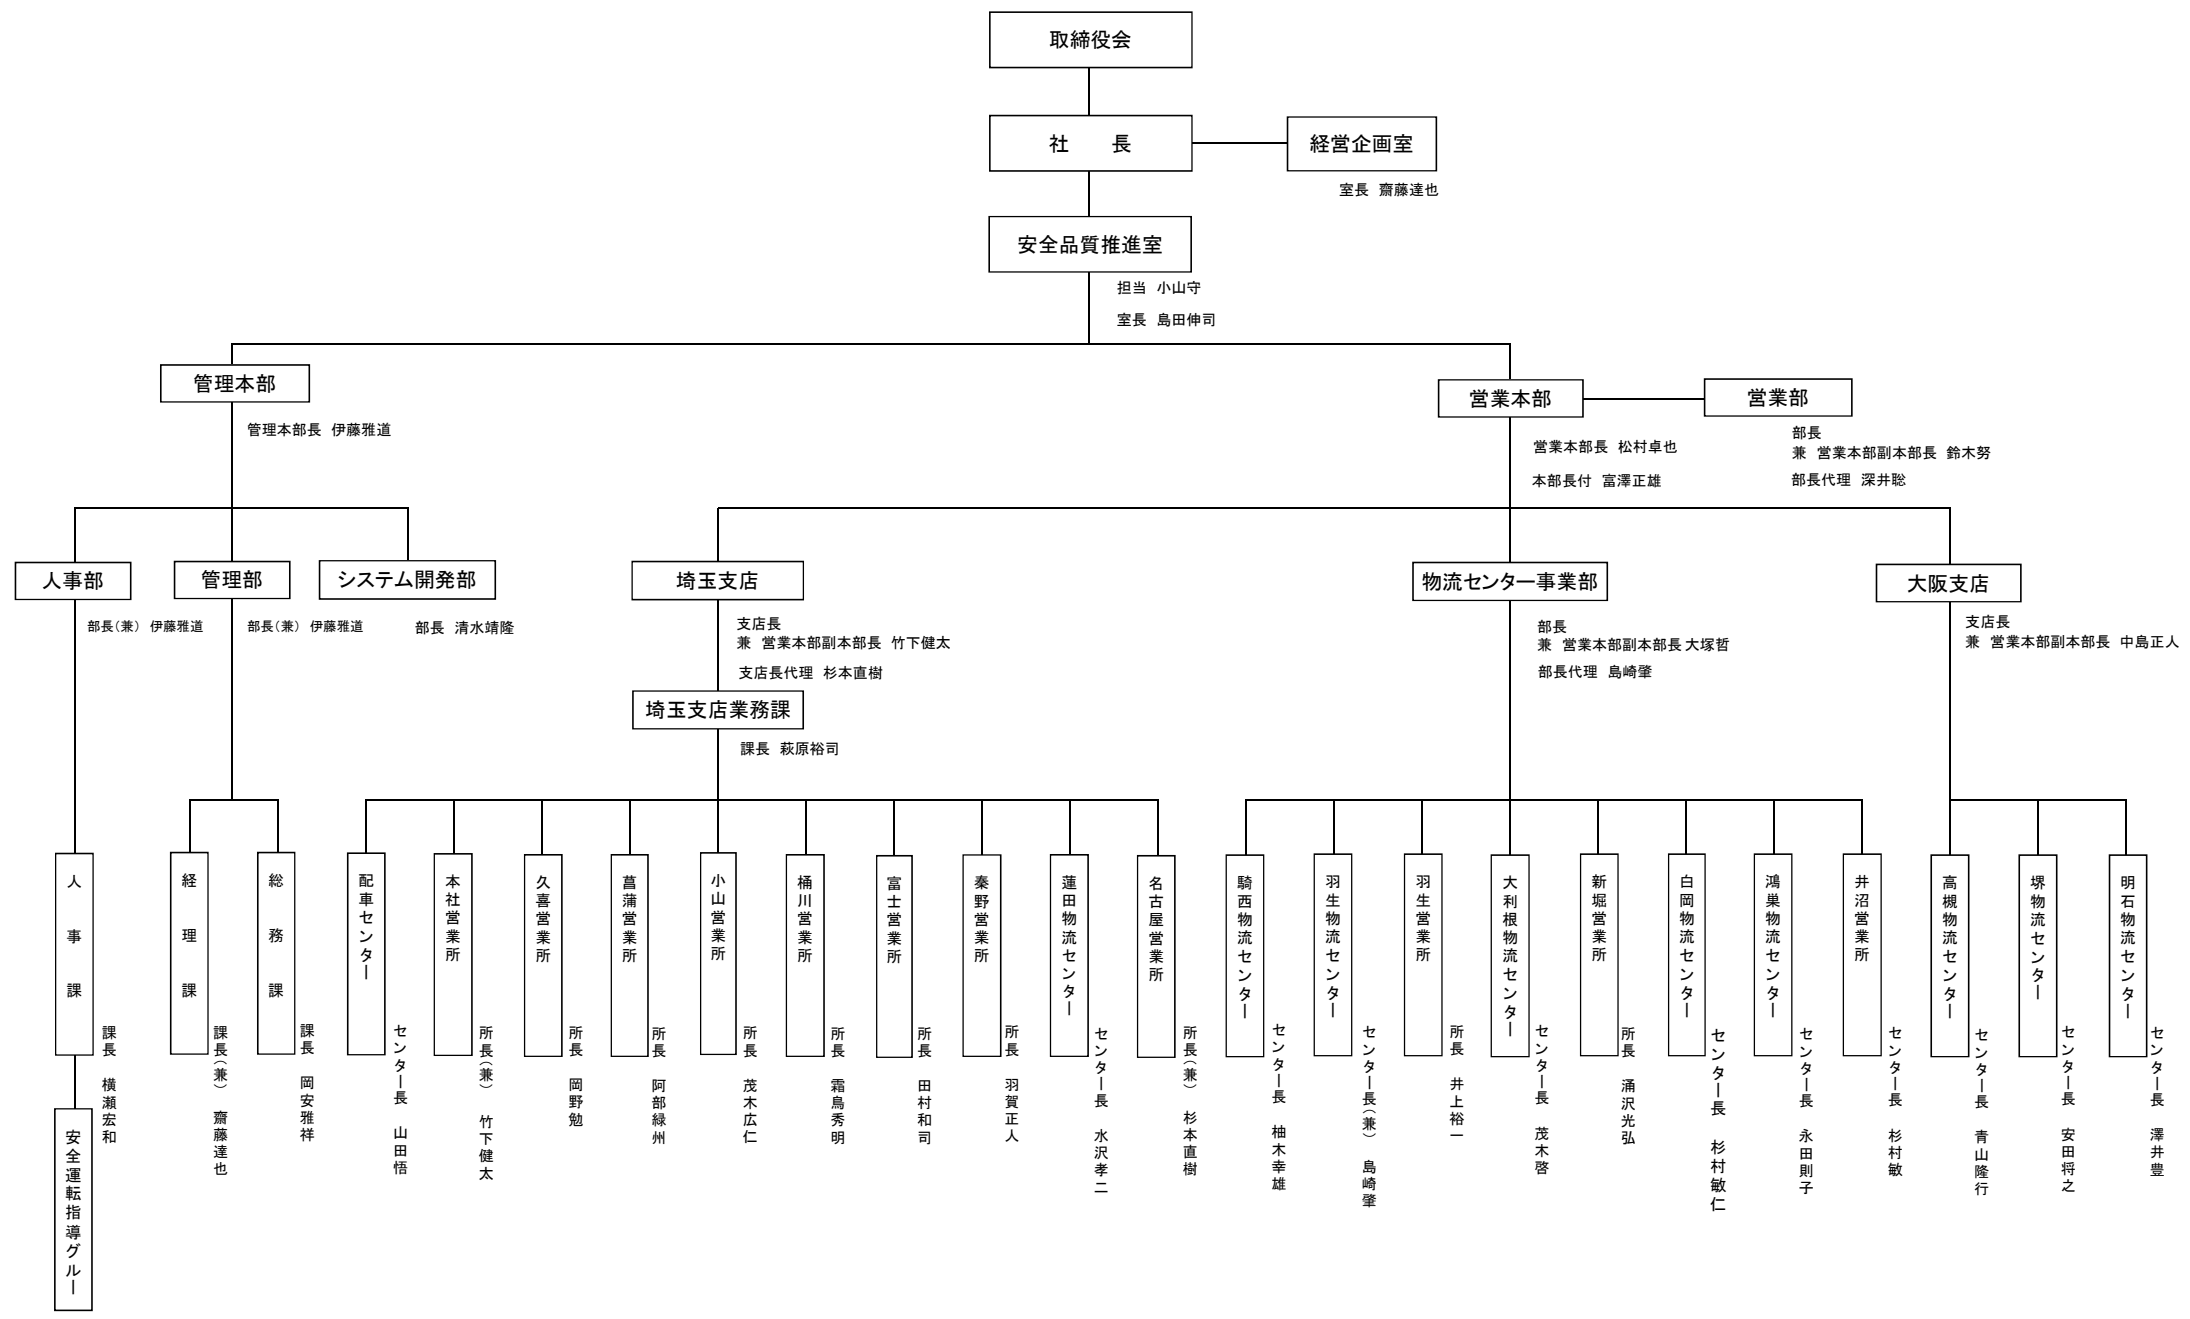 取締役会
社　　長
経営企画室
室長　齋藤達也
安全品質推進室
担当　小山守
室長　島田伸司
管理本部
管理本部長　伊藤雅道
営業本部
営業本部長　松村卓也
本部長付　富澤正雄
営業部
部長
兼　営業本部副本部長　鈴木努
部長代理　深井聡
人事部
部長（兼）　伊藤雅道
管理部
部長（兼）　伊藤雅道
システム開発部
部長　清水靖隆
埼玉支店
支店長
兼　営業本部副本部長　竹下健太
支店長代理　杉本直樹
埼玉支店業務課
課長　萩原裕司
物流センター事業部
部長
兼　営業本部副本部長 大塚哲
部長代理　島崎肇
大阪支店
支店長
兼　営業本部副本部長　中島正人
人事課
課長　横瀬宏和
安全運転指導グルー
経理課
課長（兼）　齋藤達也
総務課
課長　岡安雅祥
配車センター
センター長　山田悟
本社営業所
所長（兼）　竹下健太
久喜営業所
所長　岡野勉
菖蒲営業所
所長　阿部緑州
小山営業所
所長　茂木広仁
桶川営業所
所長　霜鳥秀明
富士営業所
所長　田村和司
秦野営業所
所長　羽賀正人
蓮田物流センター
センター長　水沢孝二
名古屋営業所
所長（兼）　杉本直樹
騎西物流センター
センター長　柚木幸雄
羽生物流センター
センター長（兼）　島崎肇
羽生営業所
所長　井上裕一
大利根物流センター
センター長　茂木啓
新堀営業所
所長　涌沢光弘
白岡物流センター
センター長　杉村敏仁
鴻巣物流センター
センター長　永田則子
井沼営業所
センター長　杉村敏
高槻物流センター
センター長　青山隆行
堺物流センター
センター長　安田将之
明石物流センター
センター長　澤井豊